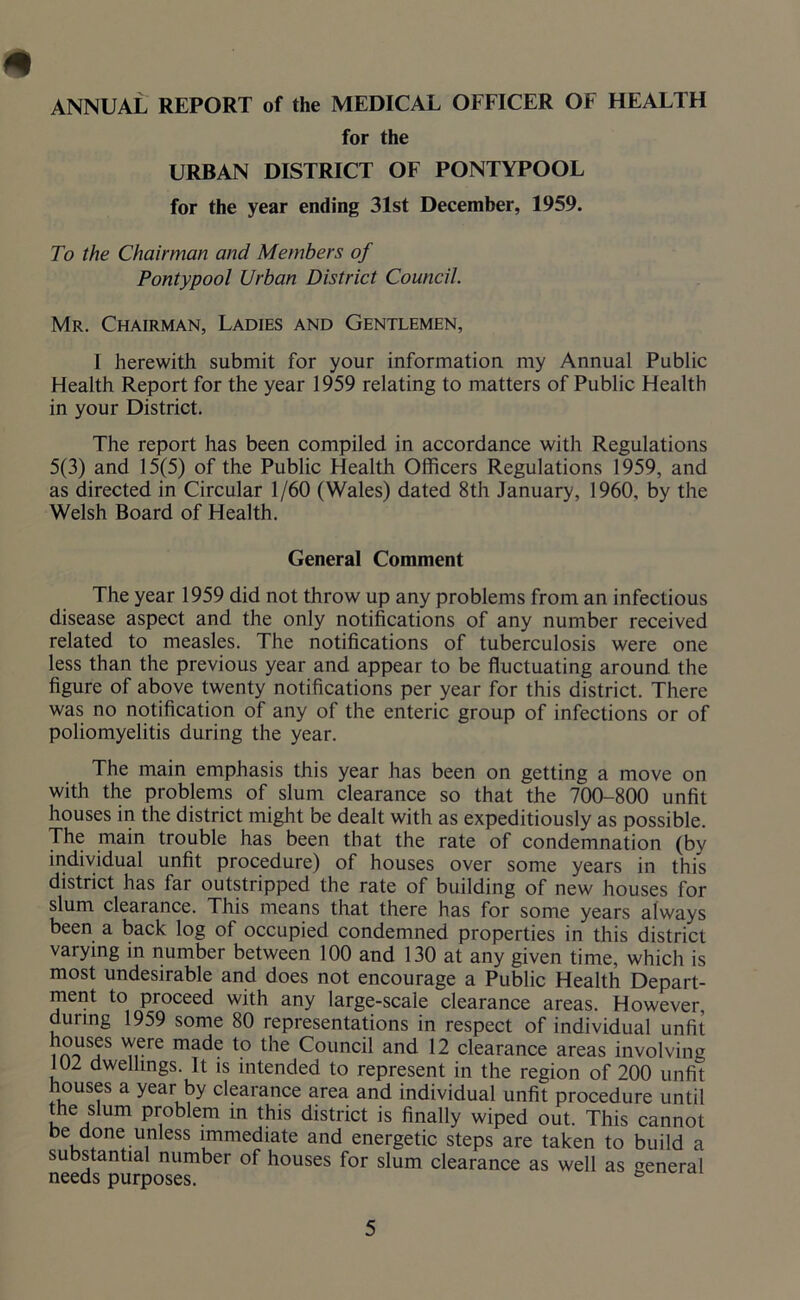 ANNUAL REPORT of the MEDICAL OFFICER OF HEALTH
for the
URBAN DISTRICT OF PONTYPOOL
for the year ending 31st December, 1959.
To the Chairman and Members of
Pontypool Urban District Council.
Mr. Chairman, Ladies and Gentlemen,
I herewith submit for your information my Annual Public
Health Report for the year 1959 relating to matters of Public Health
in your District.
The report has been compiled in accordance with Regulations
5(3) and 15(5) of the Public Health Officers Regulations 1959, and
as directed in Circular 1/60 (Wales) dated 8th January, 1960, by the
Welsh Board of Health.
General Comment
The year 1959 did not throw up any problems from an infectious
disease aspect and the only notifications of any number received
related to measles. The notifications of tuberculosis were one
less than the previous year and appear to be fluctuating around the
figure of above twenty notifications per year for this district. There
was no notification of any of the enteric group of infections or of
poliomyelitis during the year.
The main emphasis this year has been on getting a move on
with the problems of slum clearance so that the 700-800 unfit
houses in the district might be dealt with as expeditiously as possible.
The main trouble has been that the rate of condemnation (by
individual unfit procedure) of houses over some years in this
district has far outstripped the rate of building of new houses for
slum clearance. This means that there has for some years always
been a back log of occupied condemned properties in this district
varying in number between 100 and 130 at any given time, which is
most undesirable and does not encourage a Public Health Depart-
ment to proceed with any large-scale clearance areas. However,
during 1959 some 80 representations in respect of individual unfit
houses were made to the Council and 12 clearance areas involving
102 dwellings. It is intended to represent in the region of 200 unfit
houses a year by clearance area and individual unfit procedure until
the slum problem in this district is finally wiped out. This cannot
be done unless immediate and energetic steps are taken to build a
substantial number of houses for slum clearance as well as general
needs purposes.
5